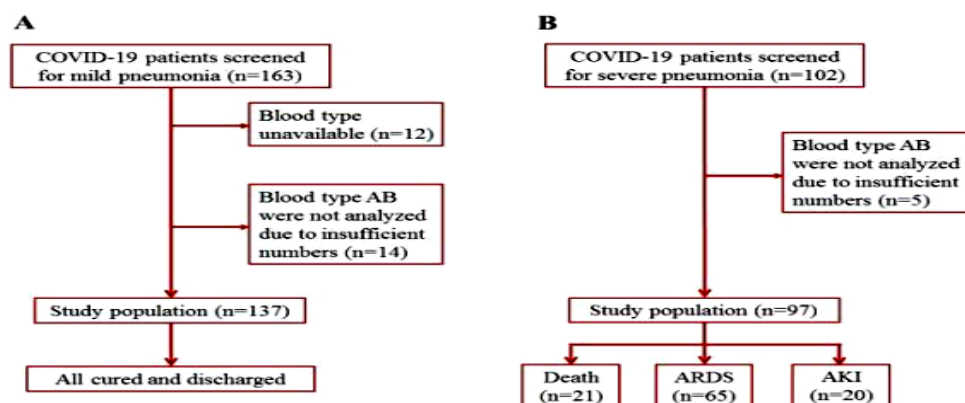 A
COVID-19 patients screened
for mild pneumonia (n=163)
Blood type
unavailable (n=12)
Blood type AB
were not analyzed
due to insufficient
numbers (n=14)
Study population (n=137)
All cured and discharged
B
COVID-19 patients screened
for severe pneumonia (n=102)
Blood type AB
were not analyzed
due to insufficient
numbers (n=5)
Study population (n=97)
Death
(n=21)
ARDS
(n=65)
AKI
(n=20)